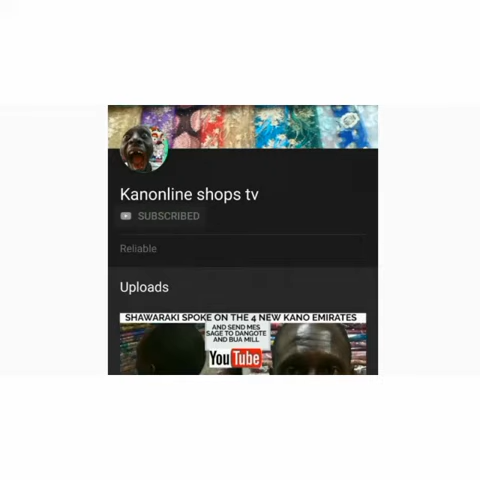 Kanonline shops tv
SUBSCRIBED
Reliable
Uploads
SHAWARAKI SPOKE ON THE 4 NEW KANO EMIRATES
AND SEND MES
SAGE TO DANGOTE
AND BUA MILL
YouTube